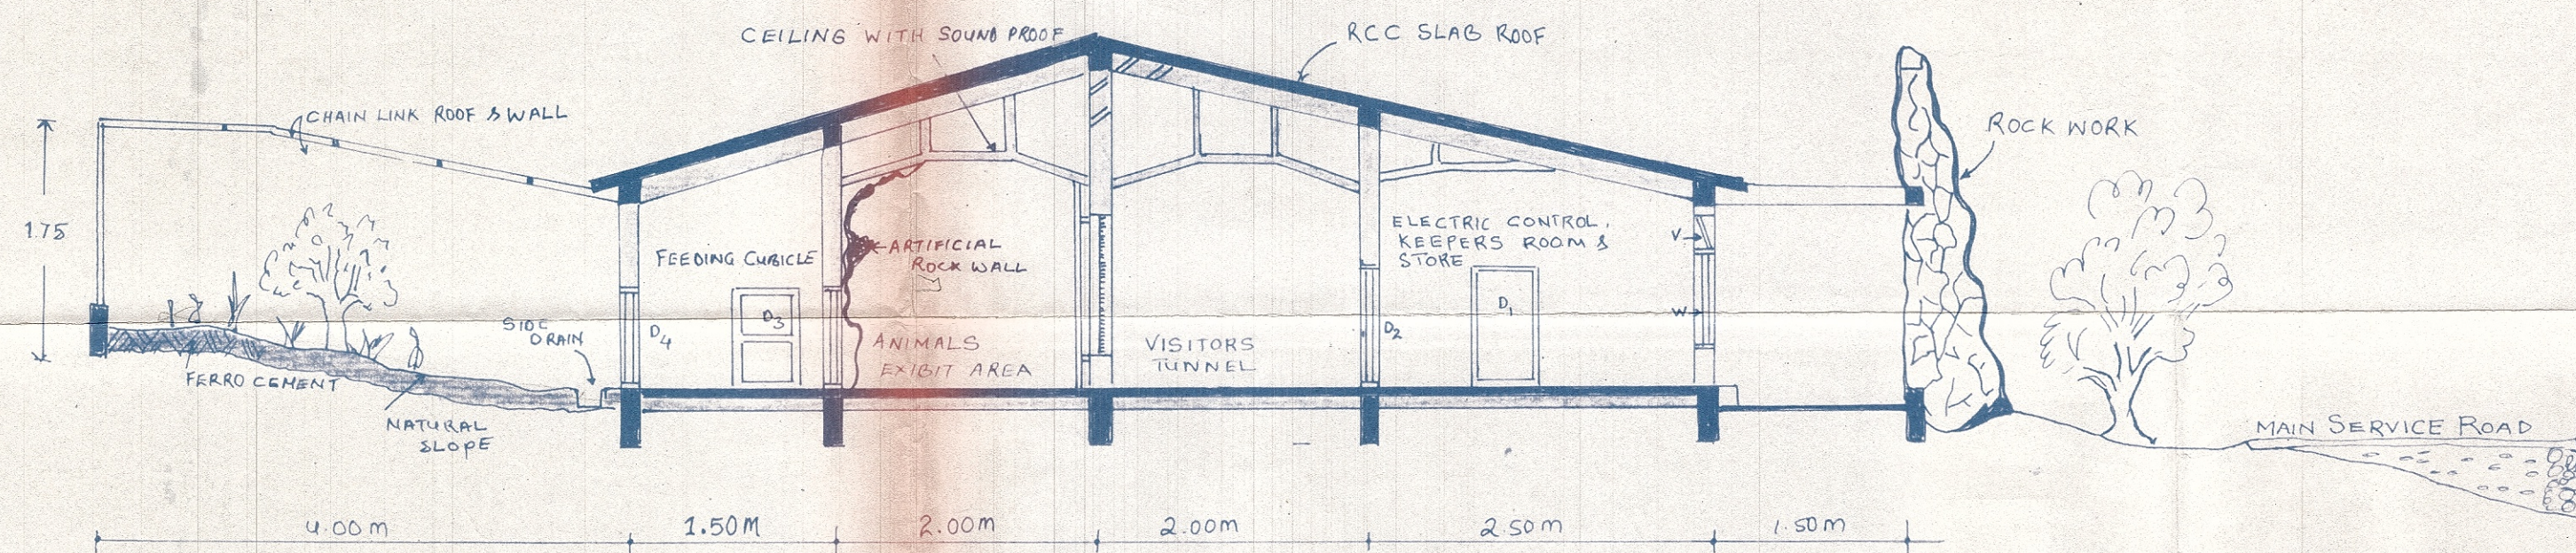 CEILING WITH SOUND PROOF
RCC SLAB ROOF
CHAIN LINK ROOF & WALL
ROCK WORK
1.75
FEEDING CUBICLE
ARTIFICIAL
ROCK WALL
ELECTRIC CONTROL,
KEEPERS ROOM &
STORE
V
W
D1
D2
D3
D4
SIDE
DRAIN
ANIMALS
EXIBIT AREA
VISITORS
TUNNEL
FERRO CEMENT
NATURAL
SLOPE
MAIN SERVICE ROAD
4.00m
1.50M
2.00m
2.00m
2.50m
1.50m